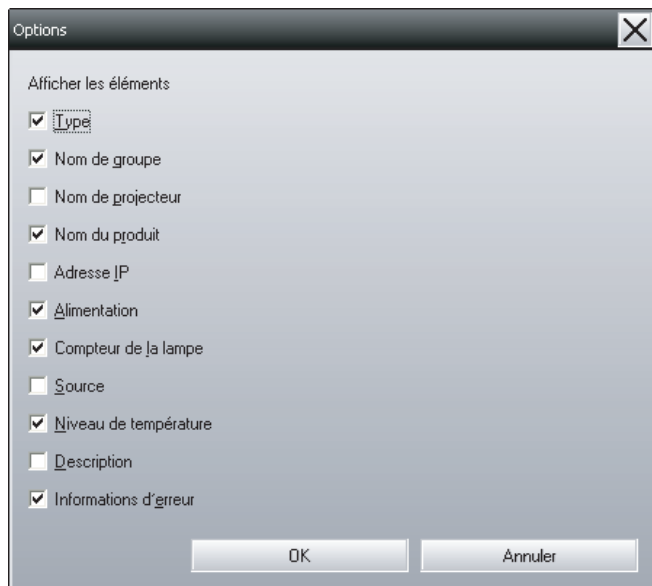 Options
Afficher les éléments
Type
Nom de groupe
Nom de projecteur
Nom du produit
Adresse IP
Alimentation
Compteur de la lampe
Source
Niveau de température
Description
Informations d'erreur
OK Annuler